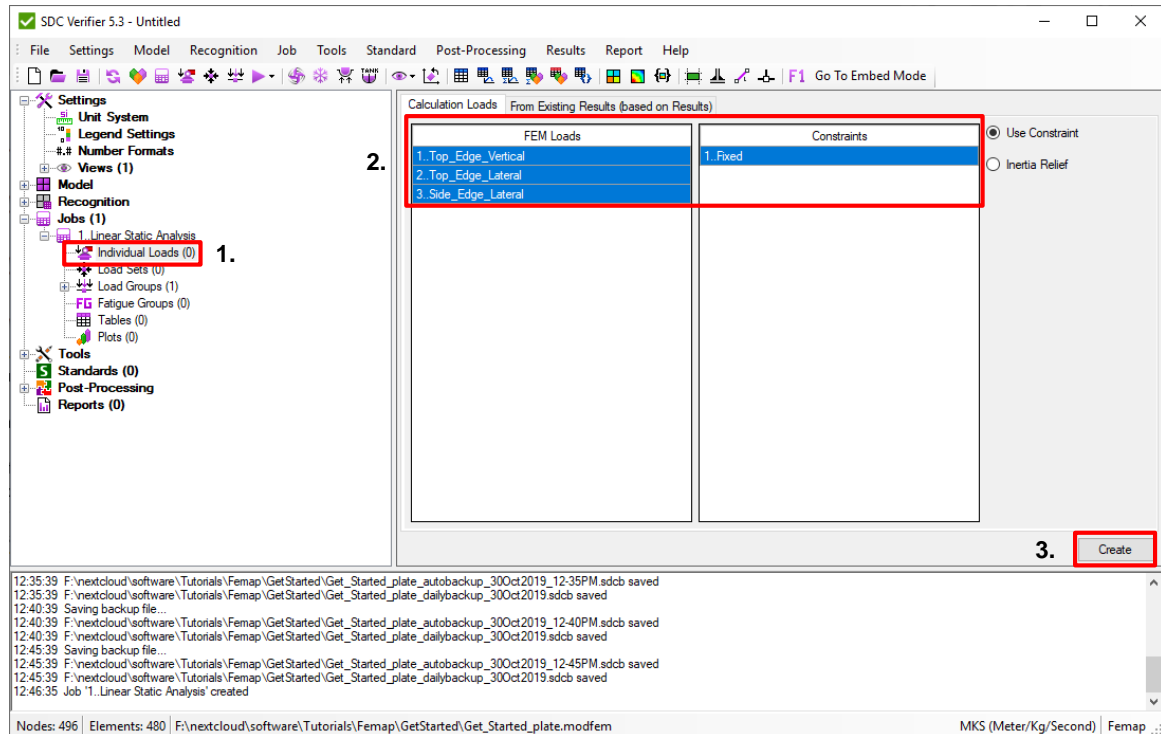 SDC Verifier 5.3 - Untitled
File Settings Model Recognition Job Tools Standard Post-Processing Results Report Help
F1 Go To Embed Mode
Settings
Unit System
Legend Settings
#.# Number Formats
Views (1)
Model
Recognition
Jobs (1)
1..Linear Static Analysis
Individual Loads (0)
1.
Load Sets (0)
Load Groups (1)
FG Fatigue Groups (0)
Tables (0)
Plots (0)
Tools
S Standards (0)
Post-Processing
Reports (0)
Calculation Loads From Existing Results (based on Results)
2.
FEM Loads Constraints
1..Top_Edge_Vertical 1..Fixed
2..Top_Edge_Lateral
3..Side_Edge_Lateral
Use Constraint
Inertia Relief
3. Create
12:35:39 F:\nextcloud\software\Tutorials\Femap\GetStarted\Get_Started_plate_autobackup_30Oct2019_12-35PM.sdcb saved
12:35:39 F:\nextcloud\software\Tutorials\Femap\GetStarted\Get_Started_plate_dailybackup_30Oct2019.sdcb saved
12:40:39 Saving backup file...
12:40:39 F:\nextcloud\software\Tutorials\Femap\GetStarted\Get_Started_plate_autobackup_30Oct2019_12-40PM.sdcb saved
12:40:39 F:\nextcloud\software\Tutorials\Femap\GetStarted\Get_Started_plate_dailybackup_30Oct2019.sdcb saved
12:45:39 Saving backup file...
12:45:39 F:\nextcloud\software\Tutorials\Femap\GetStarted\Get_Started_plate_autobackup_30Oct2019_12-45PM.sdcb saved
12:45:39 F:\nextcloud\software\Tutorials\Femap\GetStarted\Get_Started_plate_dailybackup_30Oct2019.sdcb saved
12:46:35 Job '1..Linear Static Analysis' created
Nodes: 496 Elements: 480 F:\nextcloud\software\Tutorials\Femap\GetStarted\Get_Started_plate.modfem MKS (Meter/Kg/Second) Femap